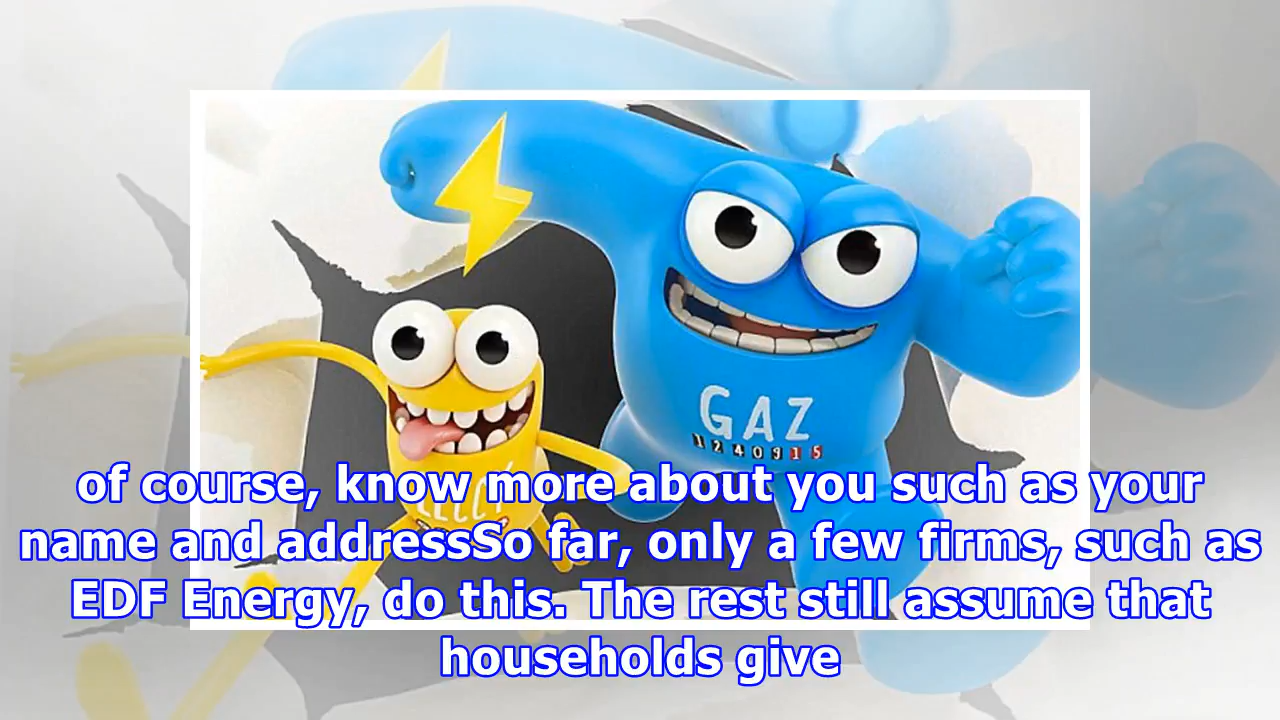 GAZ
1240915
of course, know more about you such as your
name and addressSo far, only a few firms, such as
EDF Energy, do this. The rest still assume that
households give